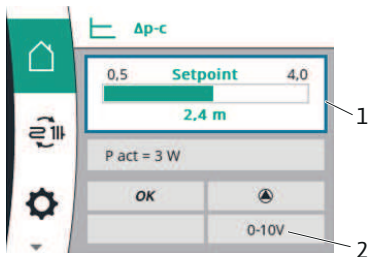 Δp-c
0,5 Setpoint 4,0
2,4 m
1
P act = 3 W
OK
0-10V
2